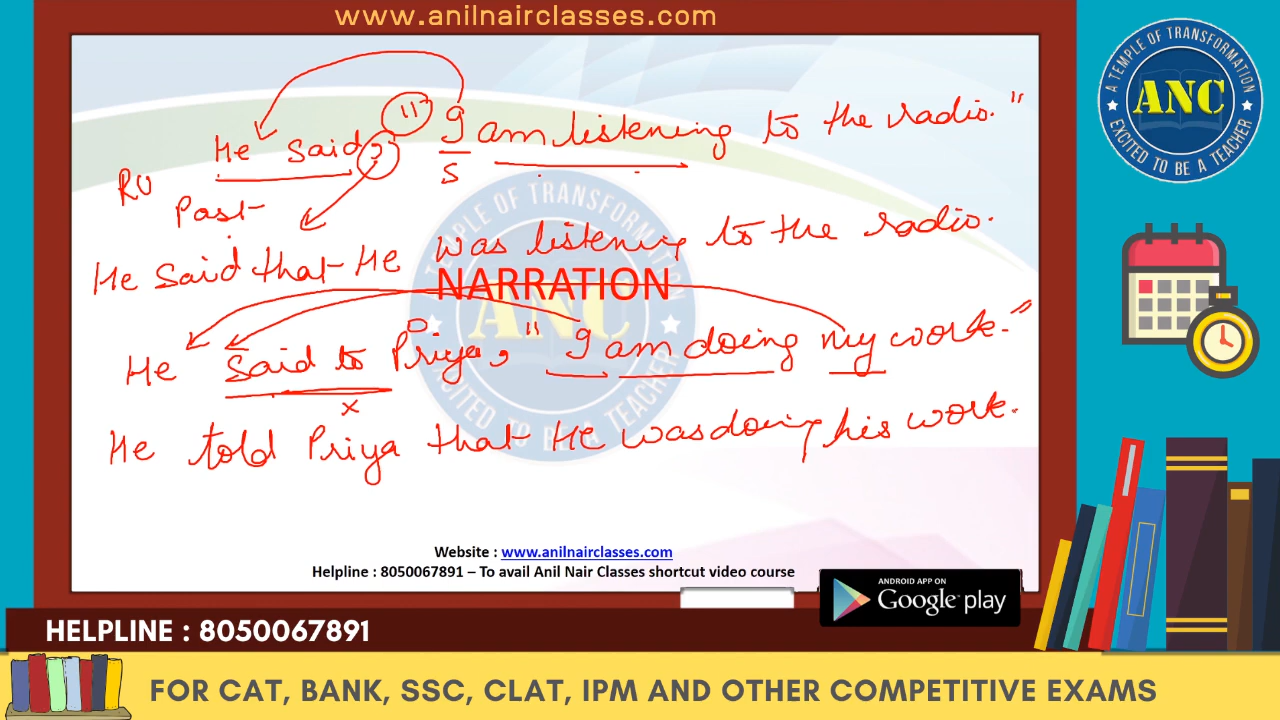 www.anilnairclasses.com
A TEMPLE OF TRANSFORMATION
ANC
EXCITED TO BE A TEACHER
He Said, "I am listening to the radio."
S
RV
Past
He Said that He was listening to the radio.
NARRATION
O.
He Said to Priya, "I am doing my work."
x
He told Priya that He was doing his work.
Website : www.anilnairclasses.com
Helpline : 8050067891 – To avail Anil Nair Classes shortcut video course
ANDROID APP ON
Google play
HELPLINE : 8050067891
FOR CAT, BANK, SSC, CLAT, IPM AND OTHER COMPETITIVE EXAMS